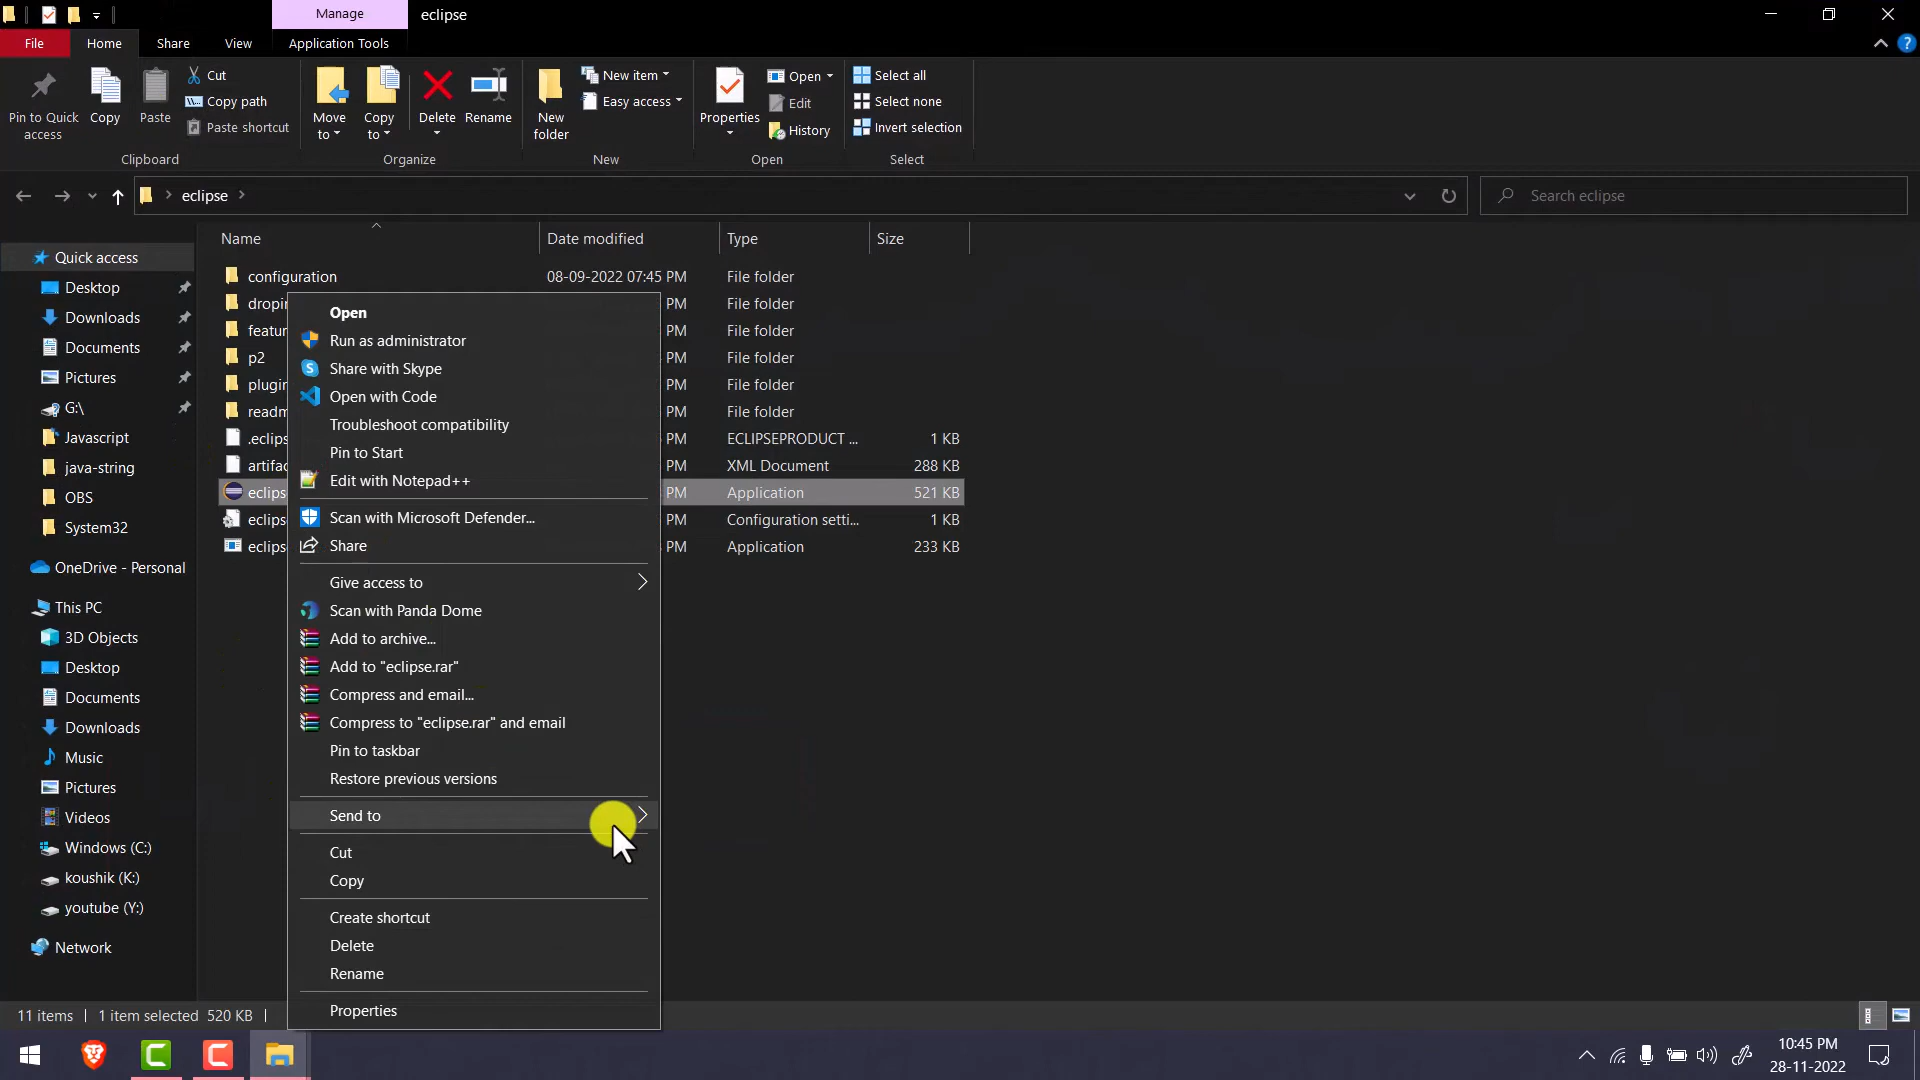 Manage
eclipse
File
Home
Share
View
Application Tools
Pin to Quick
access
Copy
Paste
Cut
Copy path
Paste shortcut
Clipboard
Move
to
Copy
to
Delete
Rename
Organize
New
folder
New item
Easy access
New
Properties
Open
Edit
History
Open
Select all
Select none
Invert selection
Select
eclipse
Search eclipse
Name
Date modified
Type
Size
configuration 08-09-2022 07:45 PM File folder
dropin PM File folder
featur PM File folder
p2 PM File folder
plugin PM File folder
readm PM File folder
.eclips PM ECLIPSEPRODUCT ... 1 KB
artifac PM XML Document 288 KB
eclips PM Application 521 KB
eclips PM Configuration setti... 1 KB
eclips PM Application 233 KB
Quick access
Desktop
Downloads
Documents
Pictures
G:\
Javascript
java-string
OBS
System32
OneDrive - Personal
This PC
3D Objects
Desktop
Documents
Downloads
Music
Pictures
Videos
Windows (C:)
koushik (K:)
youtube (Y:)
Network
Open
Run as administrator
Share with Skype
Open with Code
Troubleshoot compatibility
Pin to Start
Edit with Notepad++
Scan with Microsoft Defender...
Share
Give access to
Scan with Panda Dome
Add to archive...
Add to "eclipse.rar"
Compress and email...
Compress to "eclipse.rar" and email
Pin to taskbar
Restore previous versions
Send to
Cut
Copy
Create shortcut
Delete
Rename
Properties
11 items 1 item selected 520 KB
10:45 PM
28-11-2022